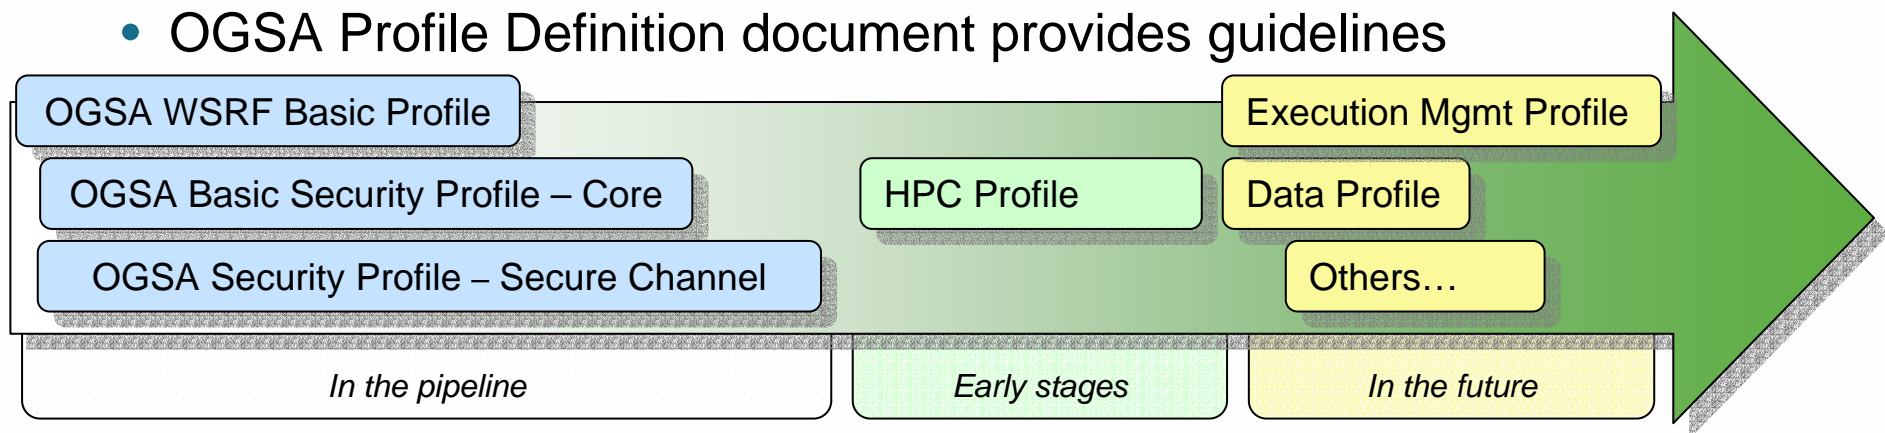 • OGSA Profile Definition document provides guidelines
OGSA WSRF Basic Profile
Execution Mgmt Profile
OGSA Basic Security Profile – Core
HPC Profile
Data Profile
OGSA Security Profile – Secure Channel
Others…
In the pipeline
Early stages
In the future